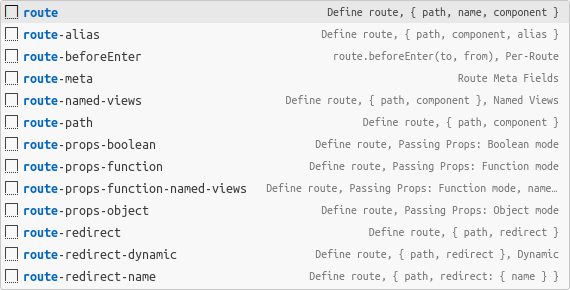 route Define route, { path, name, component }
route-alias Define route, { path, component, alias }
route-beforeEnter route.beforeEnter(to, from), Per-Route
route-meta Route Meta Fields
route-named-views Define route, { path, component }, Named Views
route-path Define route, { path, component }
route-props-boolean Define route, Passing Props: Boolean mode
route-props-function Define route, Passing Props: Function mode
route-props-function-named-views Define route, Passing Props: Function mode, name…
route-props-object Define route, Passing Props: Object mode
route-redirect Define route, { path, redirect }
route-redirect-dynamic Define route, { path, redirect }, Dynamic
route-redirect-name Define route, { path, redirect: { name } }